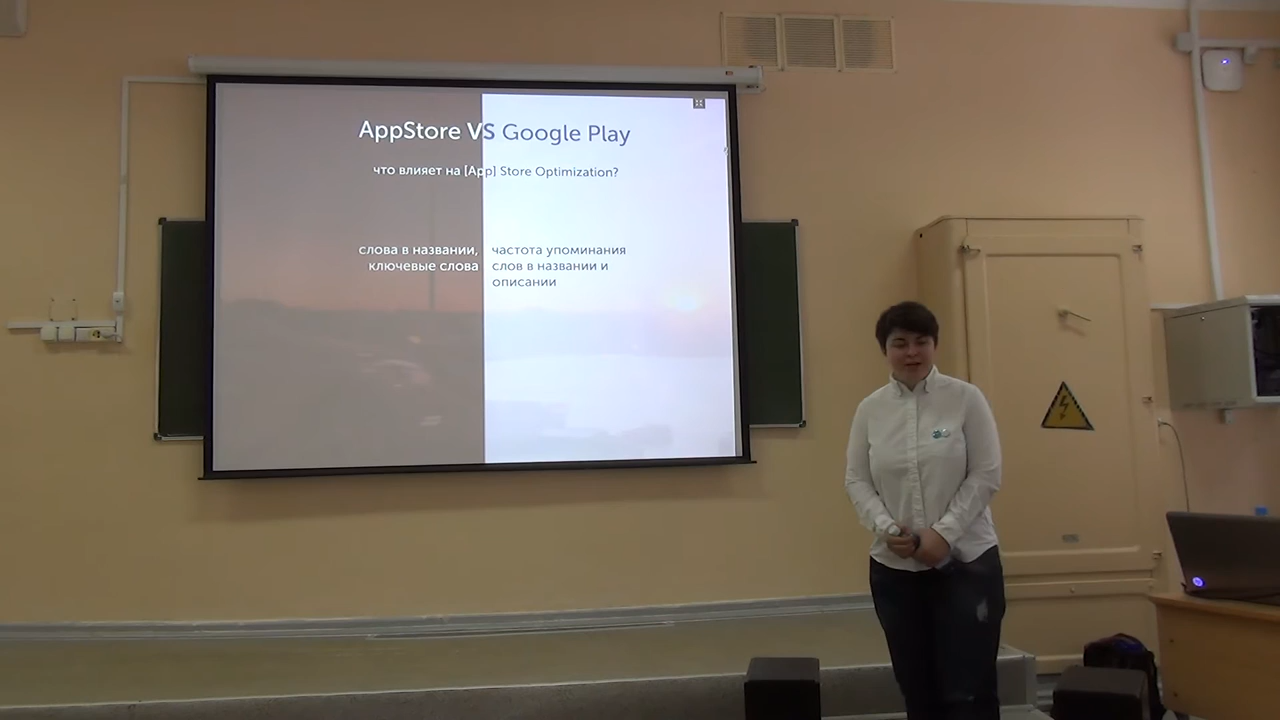 AppStore VS Google Play
что влияет на [App] Store Optimization?
слова в названии,
ключевые слова
частота упоминания
слов в названии и
описании